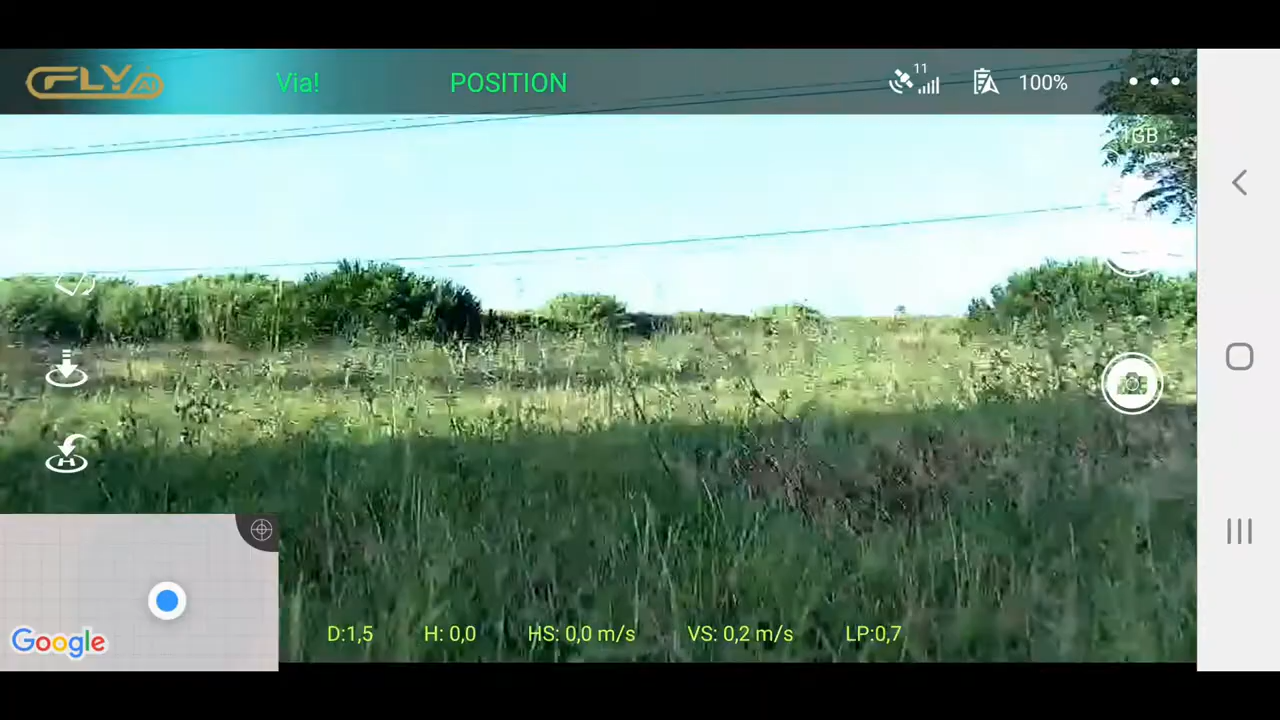 CFLY AI
Via!
POSITION
11
100%
1GB
Google
D:1,5
H: 0,0
HS: 0,0 m/s
VS: 0,2 m/s
LP:0,7